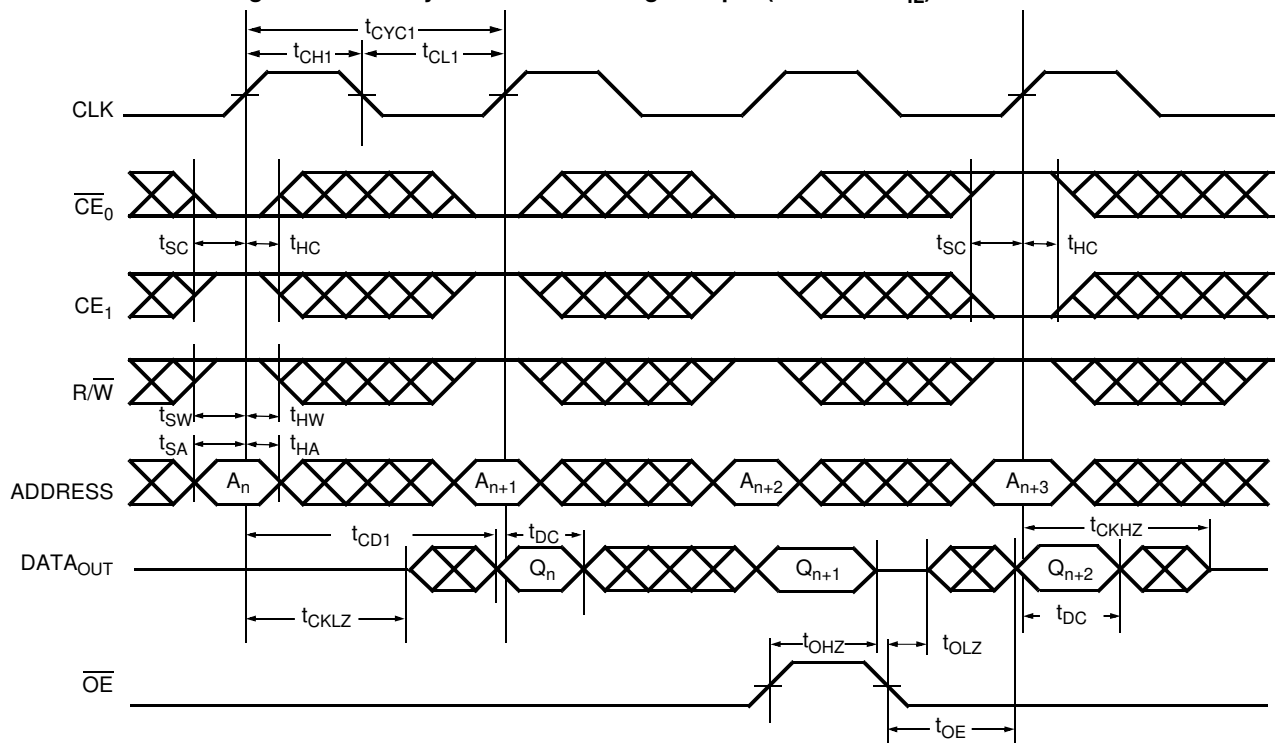 tCYC1
tCH1 tCL1
CLK
CE0
tSC tHC tSC tHC
CE1
R/W
tSW tHW
tSA tHA
ADDRESS An An+1 An+2 An+3
tCD1 tDC tCKHZ
DATAOUT Qn Qn+1 Qn+2
tCKLZ tDC
tOHZ tOLZ
OE
tOE